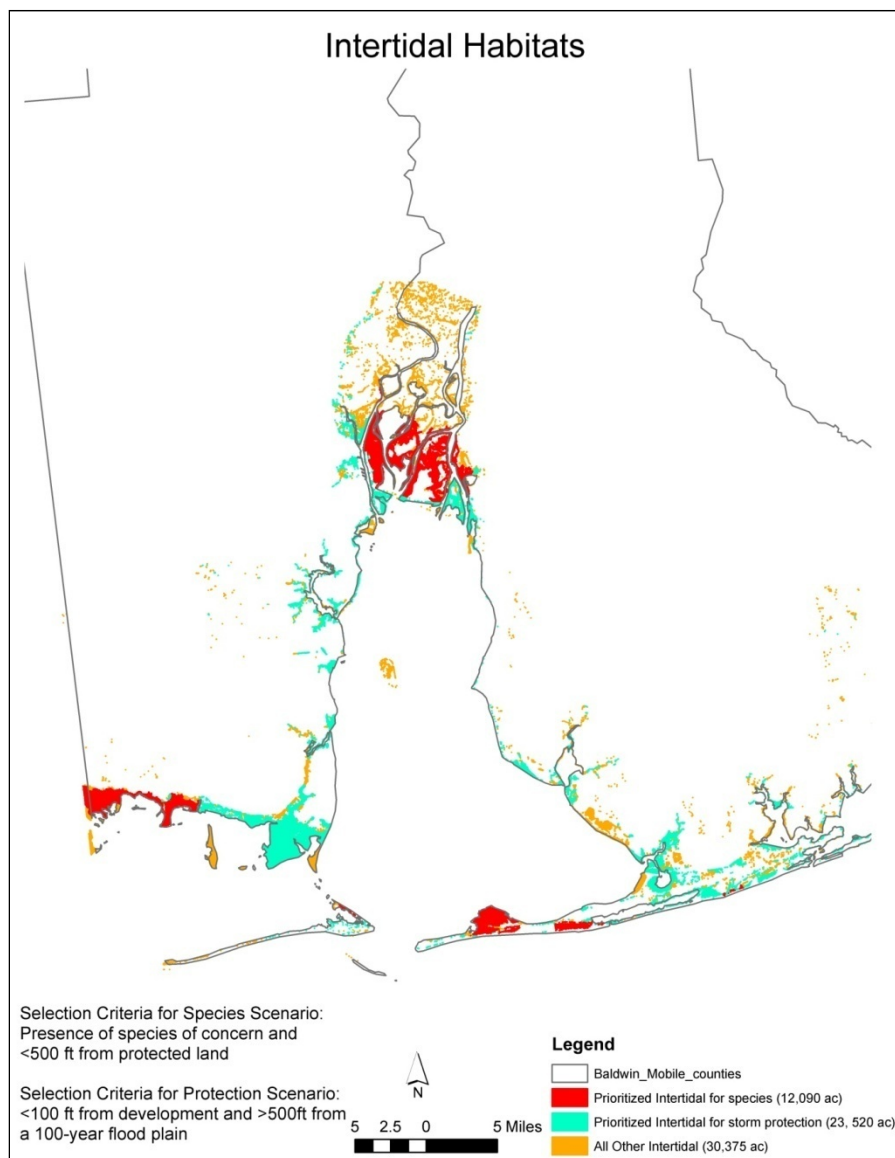 Intertidal Habitats
Selection Criteria for Species Scenario:
Presence of species of concern and
<500 ft from protected land
Selection Criteria for Protection Scenario:
<100 ft from development and >500ft from
a 100-year flood plain
N
5 2.5 0 5 Miles
Legend
Baldwin_Mobile_counties
Prioritized Intertidal for species (12,090 ac)
Prioritized Intertidal for storm protection (23, 520 ac)
All Other Intertidal (30,375 ac)